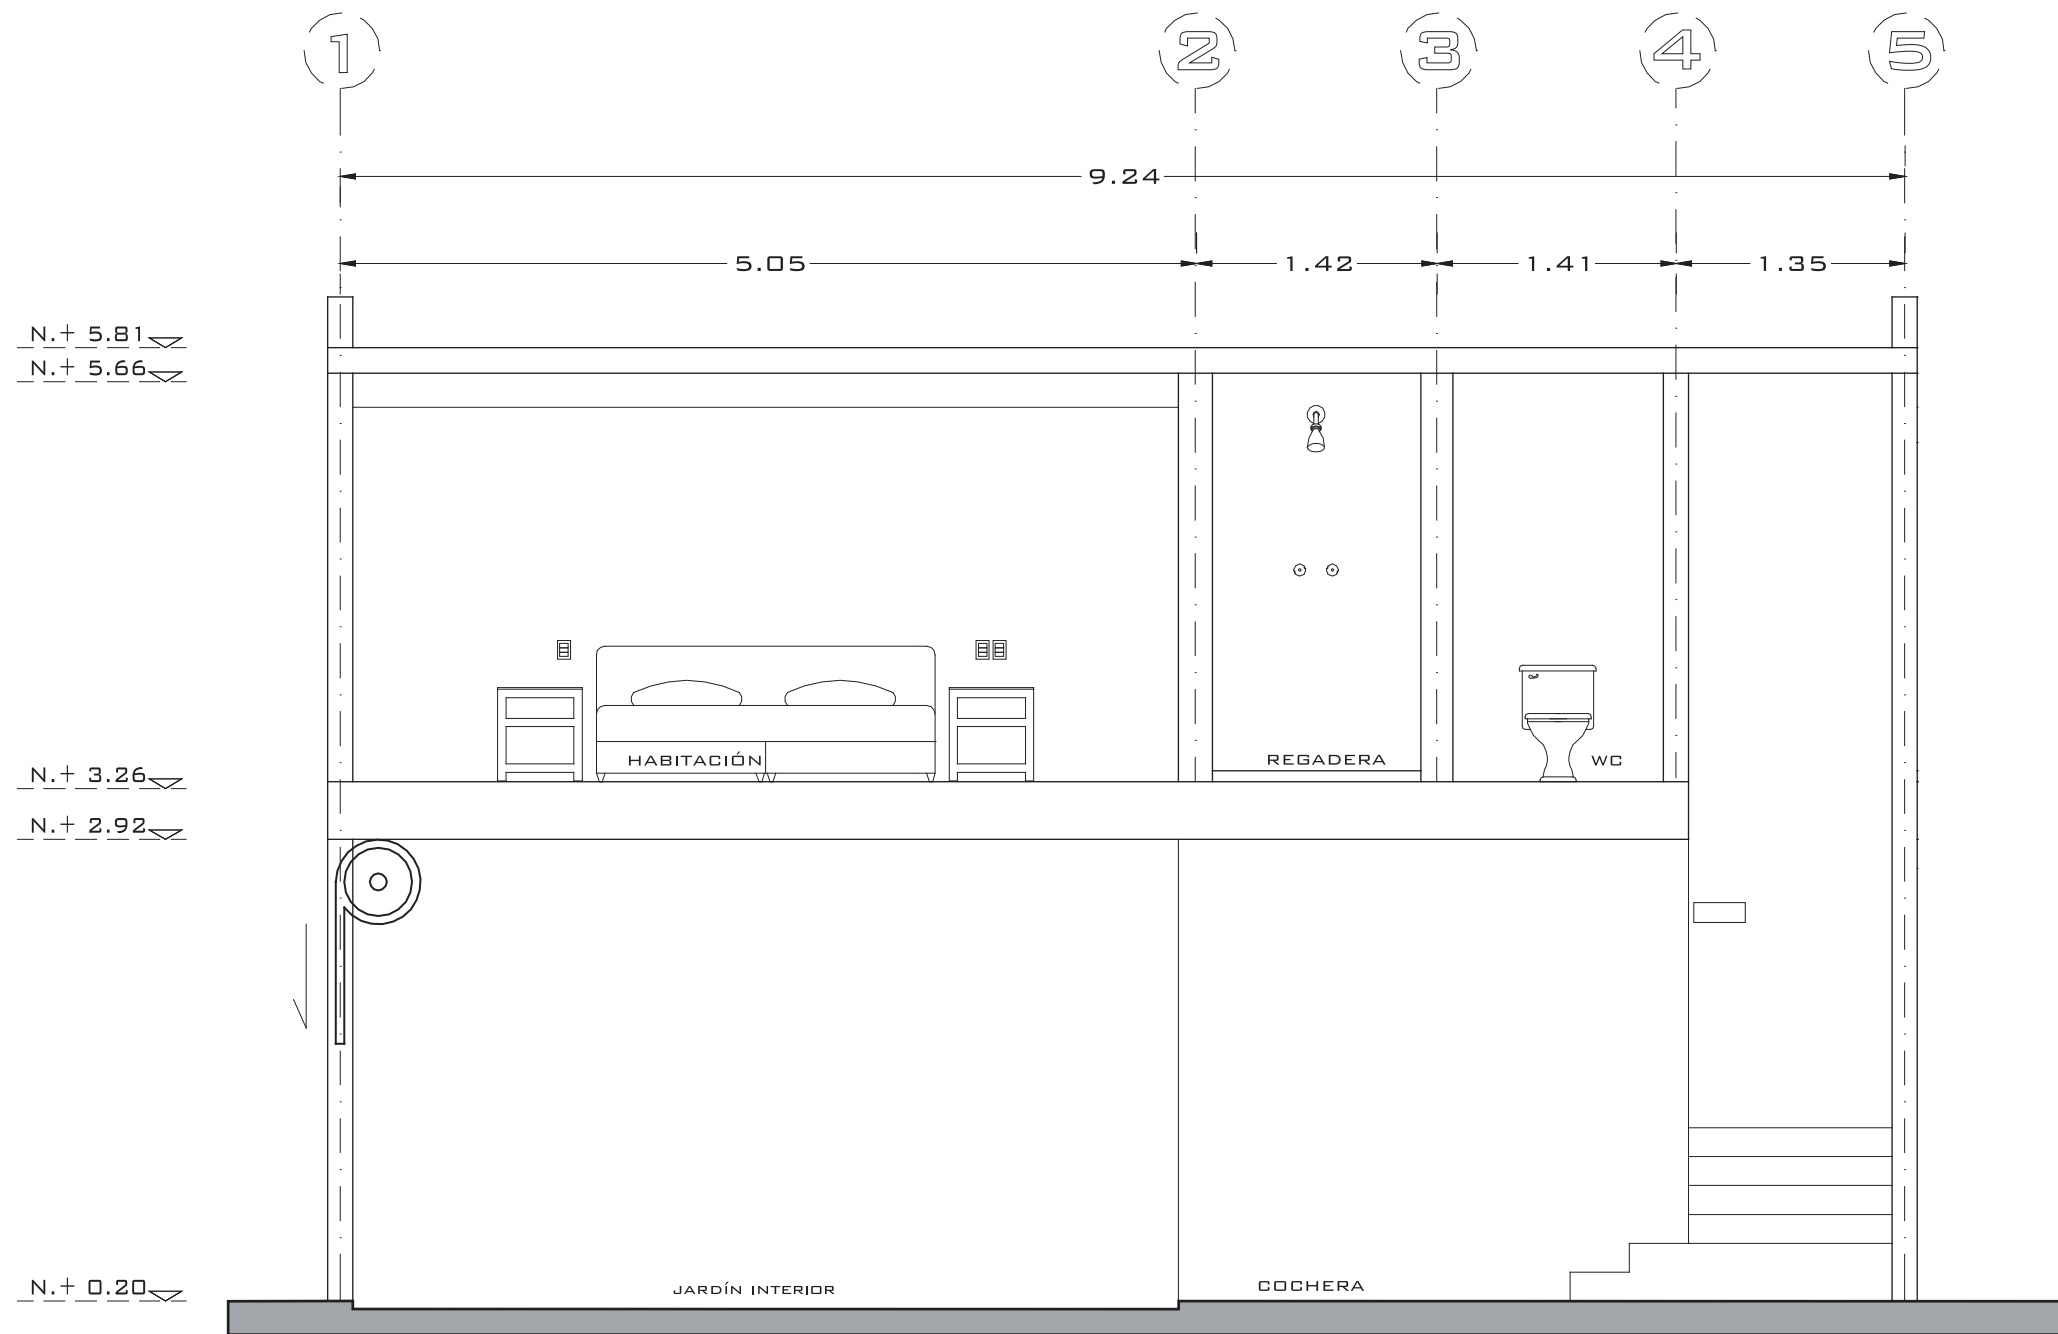 1 2 3 4 5
9.24
5.05 1.42 1.41 1.35
N.+ 5.81
N.+ 5.66
HABITACIÓN REGADERA WC
N.+ 3.26
N.+ 2.92
JARDÍN INTERIOR COCHERA
N.+ 0.20